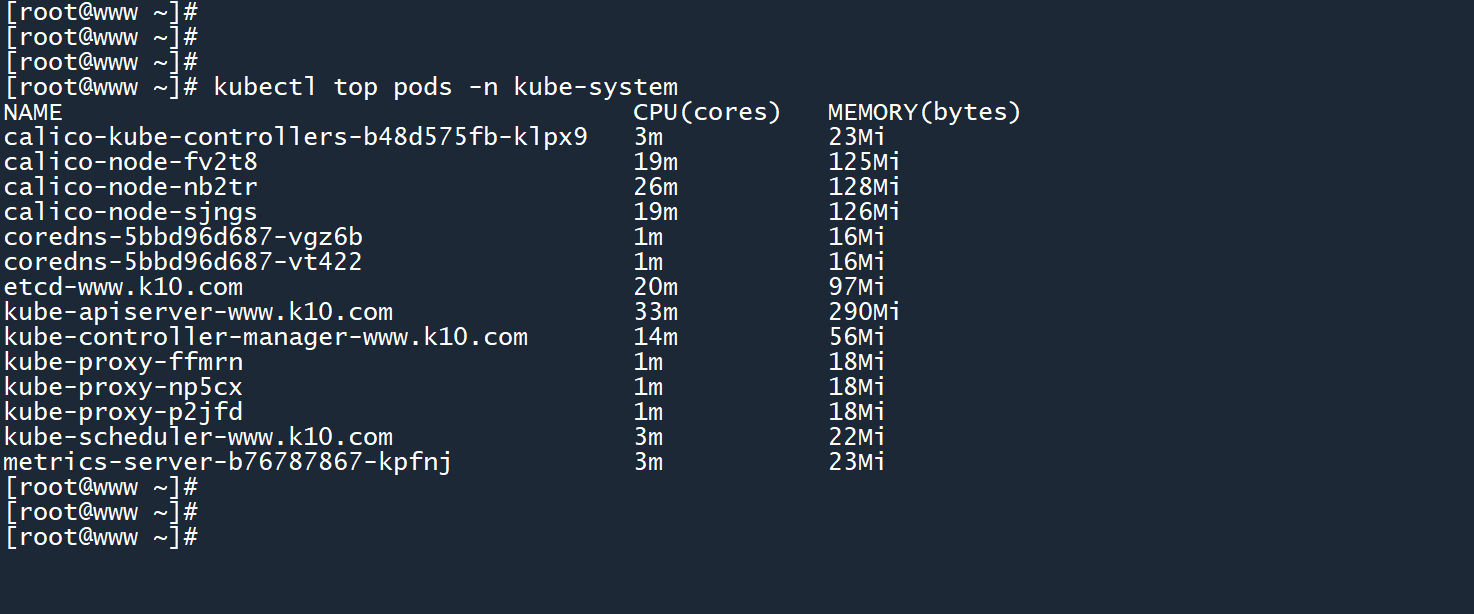 [root@www ~]#
[root@www ~]#
[root@www ~]#
[root@www ~]# kubectl top pods -n kube-system
NAME CPU(cores) MEMORY(bytes)
calico-kube-controllers-b48d575fb-klpx9 3m 23Mi
calico-node-fv2t8 19m 125Mi
calico-node-nb2tr 26m 128Mi
calico-node-sjngs 19m 126Mi
coredns-5bbd96d687-vgz6b 1m 16Mi
coredns-5bbd96d687-vt422 1m 16Mi
etcd-www.k10.com 20m 97Mi
kube-apiserver-www.k10.com 33m 290Mi
kube-controller-manager-www.k10.com 14m 56Mi
kube-proxy-ffmrn 1m 18Mi
kube-proxy-np5cx 1m 18Mi
kube-proxy-p2jfd 1m 18Mi
kube-scheduler-www.k10.com 3m 22Mi
metrics-server-b76787867-kpfnj 3m 23Mi
[root@www ~]#
[root@www ~]#
[root@www ~]#